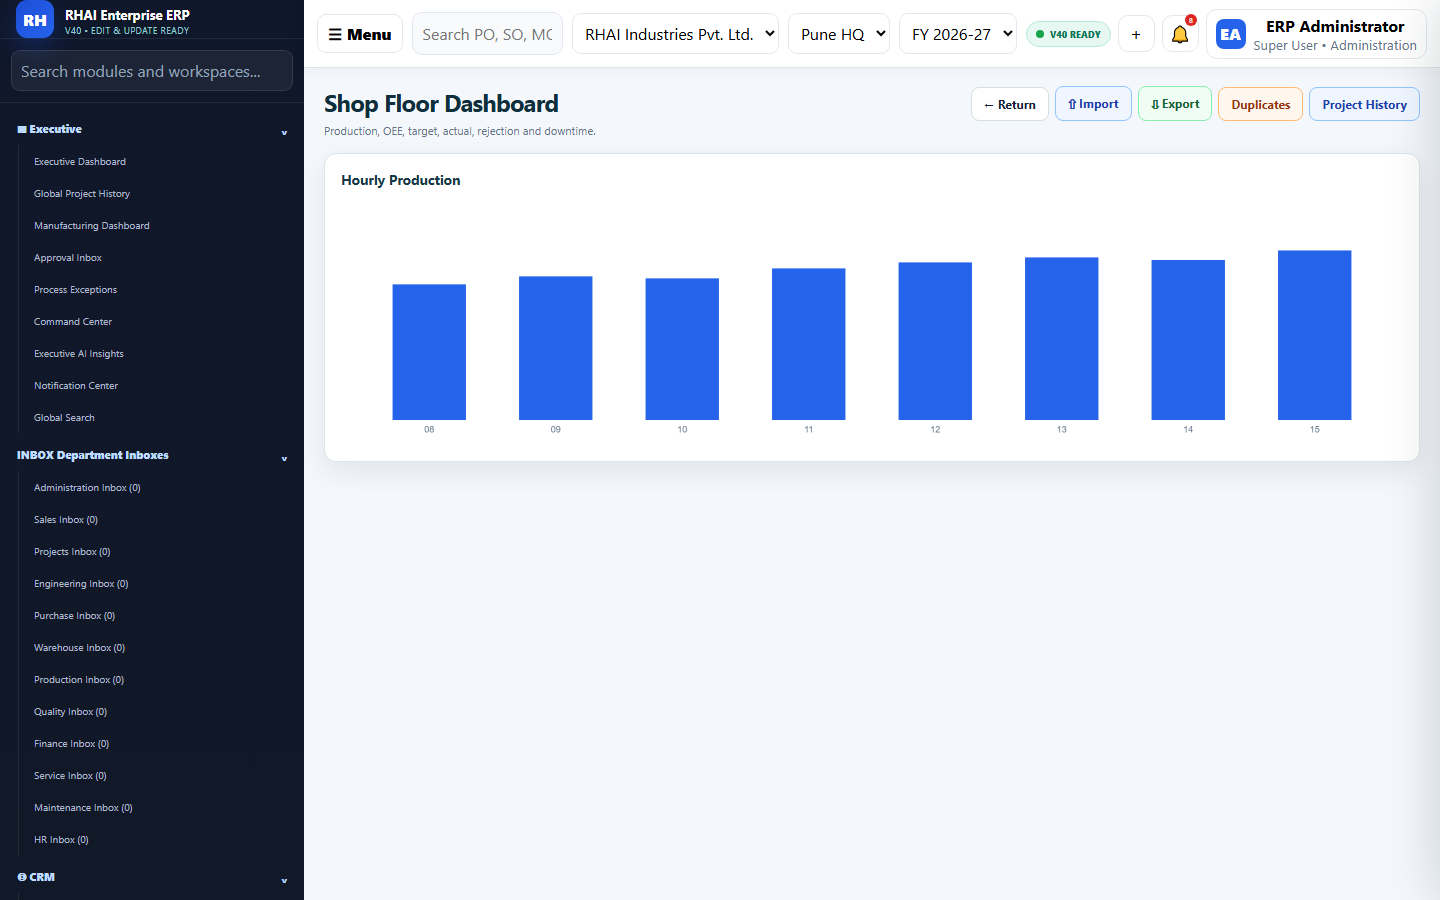 RH
RHAI Enterprise ERP
V40 • EDIT & UPDATE READY
Search modules and workspaces...
Executive
Executive Dashboard
Global Project History
Manufacturing Dashboard
Approval Inbox
Process Exceptions
Command Center
Executive AI Insights
Notification Center
Global Search
INBOX Department Inboxes
Administration Inbox (0)
Sales Inbox (0)
Projects Inbox (0)
Engineering Inbox (0)
Purchase Inbox (0)
Warehouse Inbox (0)
Production Inbox (0)
Quality Inbox (0)
Finance Inbox (0)
Service Inbox (0)
Maintenance Inbox (0)
HR Inbox (0)
CRM
☰ Menu
Search PO, SO, MO
RHAI Industries Pvt. Ltd.
Pune HQ
FY 2026-27
V40 READY
+
8
EA
ERP Administrator
Super User • Administration
Shop Floor Dashboard
Production, OEE, target, actual, rejection and downtime.
← Return
⇧ Import
⇩ Export
Duplicates
Project History
Hourly Production
08 09 10 11 12 13 14 15